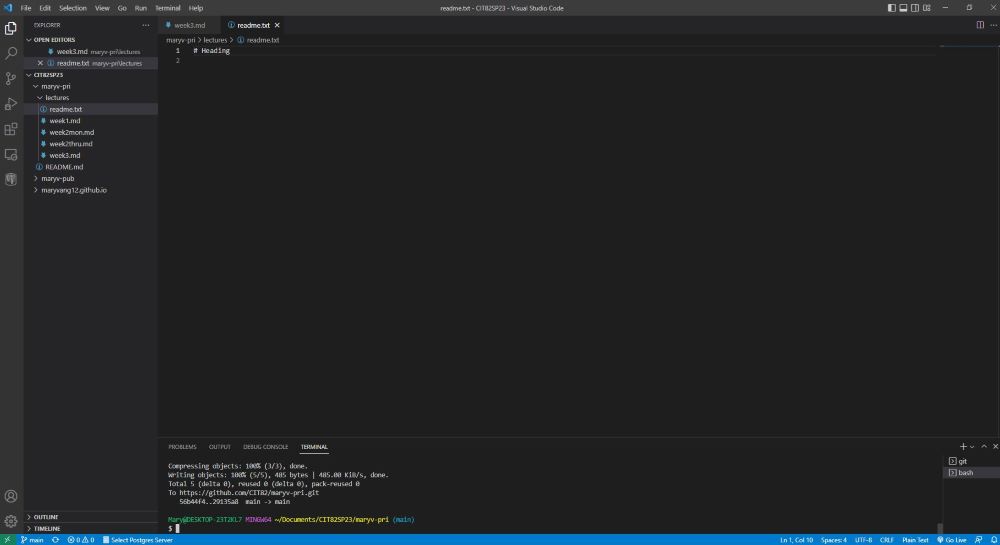 File Edit Selection View Go Run Terminal Help
readme.txt - CIT82SP23 - Visual Studio Code
EXPLORER
OPEN EDITORS
week3.md maryv-pri\lectures
readme.txt maryv-pri\lectures
CIT82SP23
maryv-pri
lectures
readme.txt
week1.md
week2mon.md
week2thru.md
week3.md
README.md
maryv-pub
maryvang12.github.io
OUTLINE
TIMELINE
week3.md
readme.txt
maryv-pri > lectures > readme.txt
1 # Heading
2
PROBLEMS OUTPUT DEBUG CONSOLE TERMINAL
Compressing objects: 100% (3/3), done.
Writing objects: 100% (5/5), 485 bytes | 485.00 KiB/s, done.
Total 5 (delta 0), reused 0 (delta 0), pack-reused 0
To https://github.com/CIT82/maryv-pri.git
56b44f4..29135a8 main -> main
Mary@DESKTOP-23T2KL7 MINGW64 ~/Documents/CIT82SP23/maryv-pri (main)
$
git
bash
main
0 0
Select Postgres Server
Ln 1, Col 10 Spaces: 4 UTF-8 CRLF Plain Text Go Live